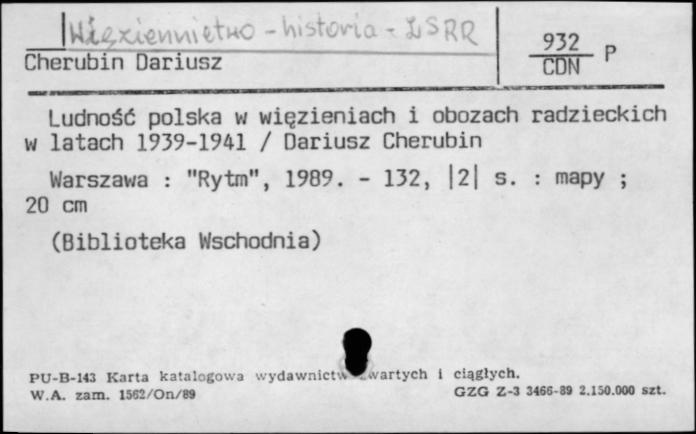 Więziennictwo - historia - ZSRR
932
CDN P
Cherubin Dariusz
Ludność polska w więzieniach i obozach radzieckich
w latach 1939-1941 / Dariusz Cherubin
Warszawa : "Rytm", 1989. - 132, |2| s. : mapy ;
20 cm
(Biblioteka Wschodnia)
PU-B-143 Karta katalogowa wydawnictw zwartych i ciągłych.
W.A. zam. 1562/On/89 GZG Z-3 3466-89 2.150.000 szt.